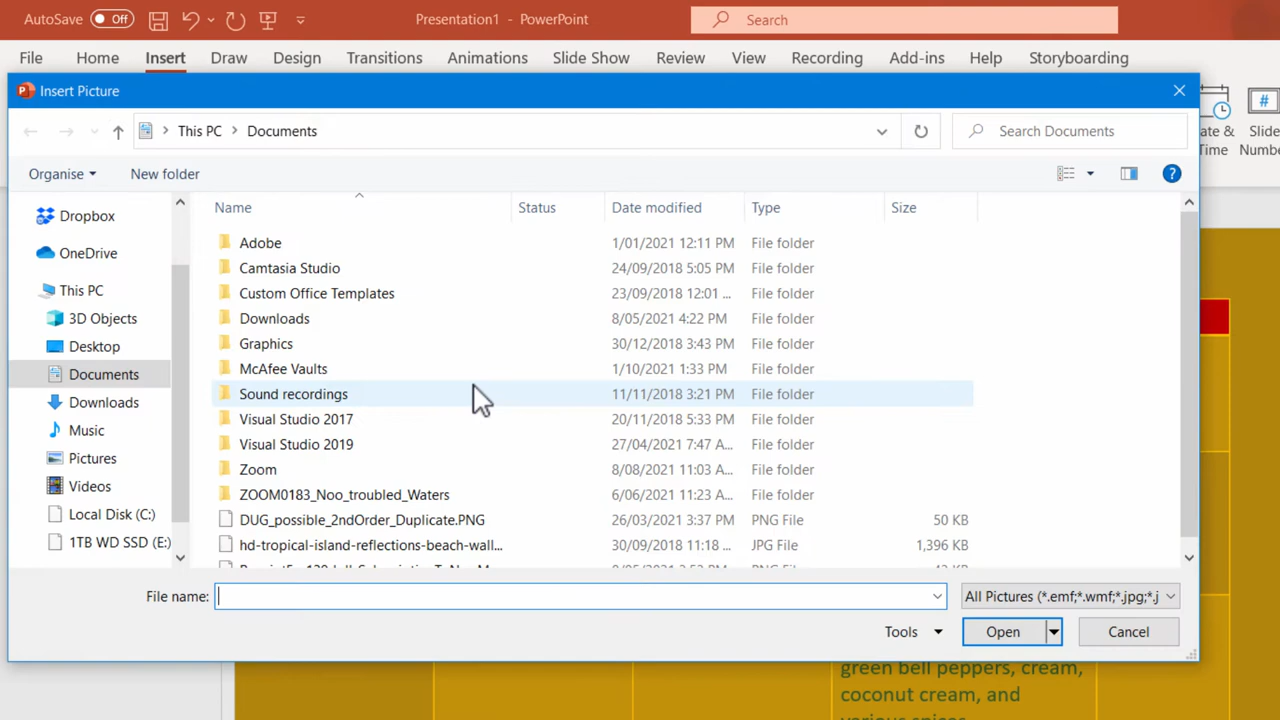 AutoSave Off Presentation1 - PowerPoint Search
File Home Insert Draw Design Transitions Animations Slide Show Review View Recording Add-ins Help Storyboarding
Insert Picture
# Slide
Time Number
This PC Documents Search Documents
Organise New folder ?
Name Status Date modified Type Size
Dropbox
OneDrive
This PC
3D Objects
Desktop
Documents
Downloads
Music
Pictures
Videos
Local Disk (C:)
1TB WD SSD (E:)
Adobe 1/01/2021 12:11 PM File folder
Camtasia Studio 24/09/2018 5:05 PM File folder
Custom Office Templates 23/09/2018 12:01 ... File folder
Downloads 8/05/2021 4:22 PM File folder
Graphics 30/12/2018 3:43 PM File folder
McAfee Vaults 1/10/2021 1:33 PM File folder
Sound recordings 11/11/2018 3:21 PM File folder
Visual Studio 2017 20/11/2018 5:33 PM File folder
Visual Studio 2019 27/04/2021 7:47 A... File folder
Zoom 8/08/2021 11:03 A... File folder
ZOOM0183_Noo_troubled_Waters 6/06/2021 11:23 A... File folder
DUG_possible_2ndOrder_Duplicate.PNG 26/03/2021 3:37 PM PNG File 50 KB
hd-tropical-island-reflections-beach-wall... 30/09/2018 11:18 ... JPG File 1,396 KB
File name: All Pictures (*.emf;*.wmf;*.jpg;*.j
Tools Open Cancel
green bell peppers, cream,
coconut cream, and
various spices